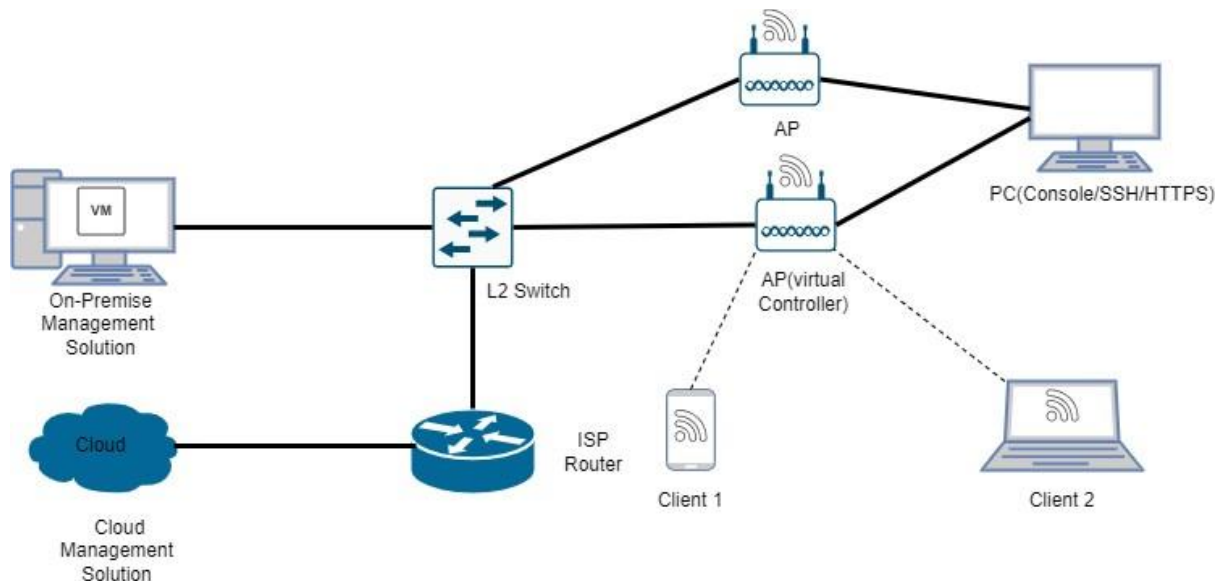 AP
PC(Console/SSH/HTTPS)
VM
L2 Switch
AP(virtual
Controller)
On-Premise
Management
Solution
Cloud
ISP
Router
Client 1
Client 2
Cloud
Management
Solution